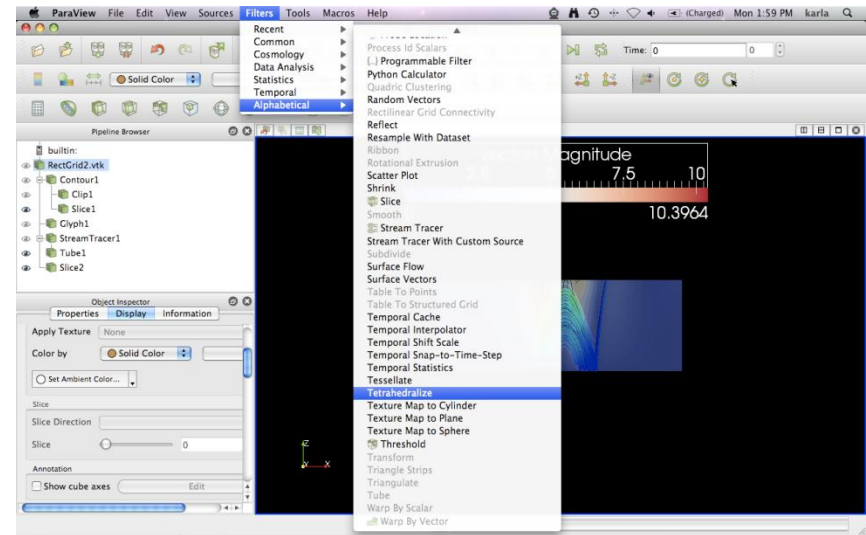 ParaView File Edit View Sources Filters Tools Macros Help (Charged) Mon 1:59 PM karla
Recent
Common
Cosmology
Data Analysis
Statistics
Temporal
Alphabetical
Process Id Scalars
{..} Programmable Filter
Python Calculator
Quadric Clustering
Random Vectors
Rectilinear Grid Connectivity
Reflect
Resample With Dataset
Ribbon
Rotational Extrusion
Scatter Plot
Shrink
Slice
Smooth
Stream Tracer
Stream Tracer With Custom Source
Subdivide
Surface Flow
Surface Vectors
Table To Points
Table To Structured Grid
Temporal Cache
Temporal Interpolator
Temporal Shift Scale
Temporal Snap-to-Time-Step
Temporal Statistics
Tessellate
Tetrahedralize
Texture Map to Cylinder
Texture Map to Plane
Texture Map to Sphere
Threshold
Transform
Triangle Strips
Triangulate
Tube
Warp By Scalar
Warp By Vector
Time: 0 0
Solid Color
Pipeline Browser
builtin:
RectGrid2.vtk
Contour1
Clip1
Slice1
Glyph1
StreamTracer1
Tube1
Slice2
Object Inspector
Properties Display Information
Apply Texture None
Color by Solid Color
Set Ambient Color...
Slice
Slice Direction
Slice 0
Annotation
Show cube axes Edit
Magnitude
7.5 10
10.3964
Z
Y X